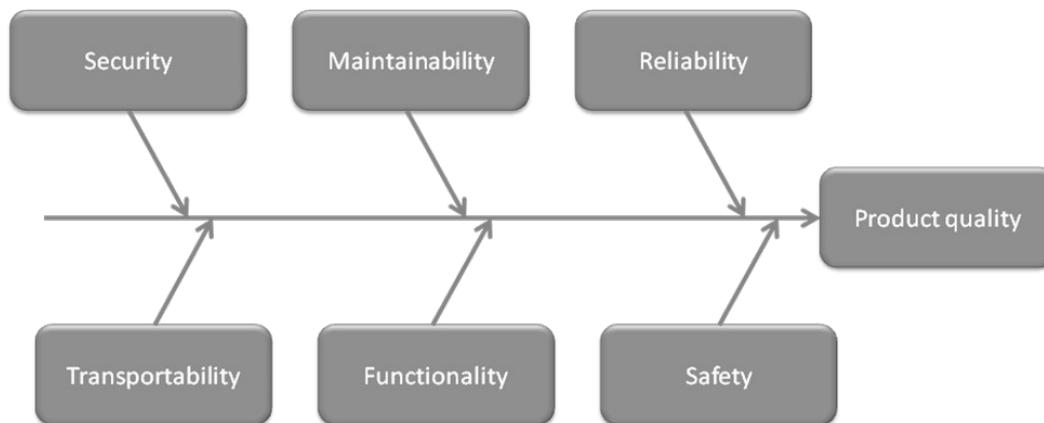 Security
Maintainability
Reliability
Product quality
Transportability
Functionality
Safety